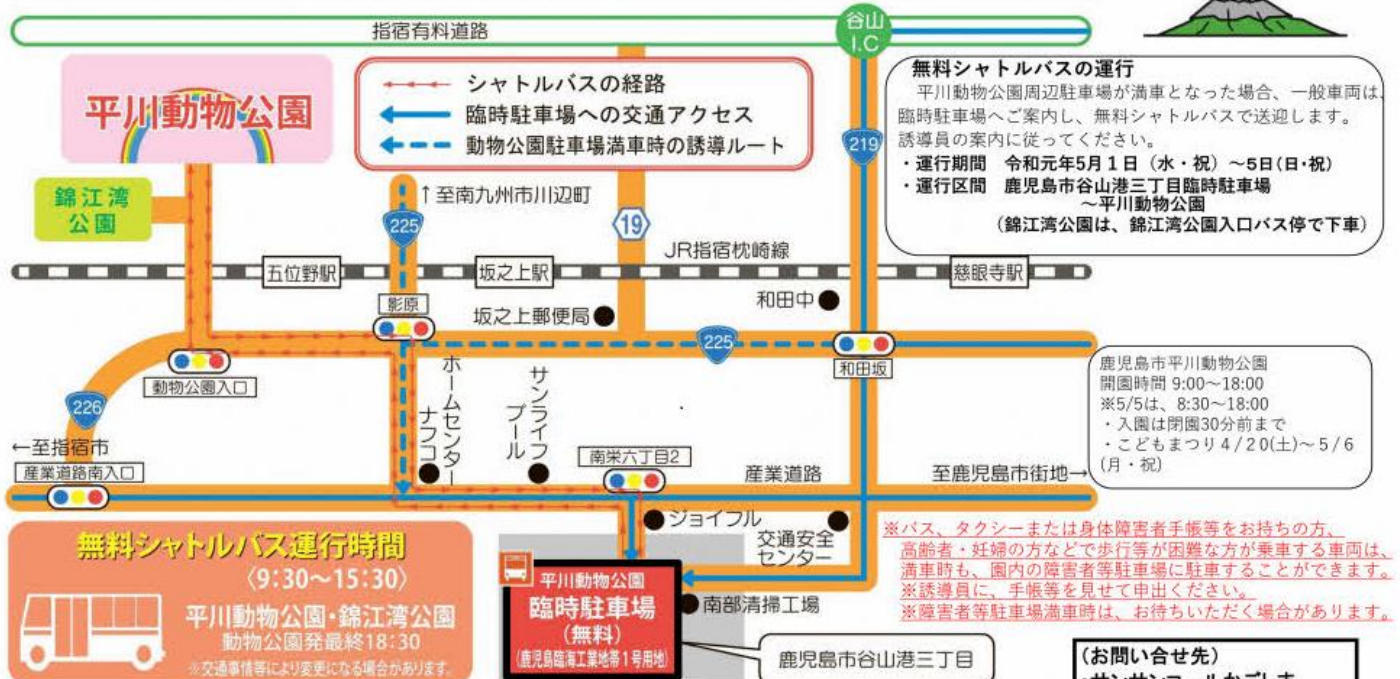 指宿有料道路
谷山
I.C
平川動物公園
錦江湾
公園
シャトルバスの経路
臨時駐車場への交通アクセス
動物公園駐車場満車時の誘導ルート
無料シャトルバスの運行
平川動物公園周辺駐車場が満車となった場合、一般車両は、
臨時駐車場へご案内し、無料シャトルバスで送迎します。
誘導員の案内に従ってください。
・運行期間 令和元年5月1日（水・祝）～5日(日・祝)
・運行区間 鹿児島市谷山港三丁目臨時駐車場
～平川動物公園
（錦江湾公園は、錦江湾公園入口バス停で下車）
219
↑至南九州市川辺町
225
19
JR指宿枕崎線
五位野駅
坂之上駅
慈眼寺駅
影原
坂之上郵便局
和田中
225
和田坂
動物公園入口
226
ホームセンター
ナフコ
サンライフ
プール
鹿児島市平川動物公園
開園時間 9:00～18:00
※5/5は、8:30～18:00
・入園は閉園30分前まで
・こどもまつり４/２0(土)～５/６
(月・祝)
←至指宿市
産業道路南入口
南栄六丁目2
産業道路
至鹿児島市街地→
ジョイフル
交通安全
センター
南部清掃工場
※バス、タクシーまたは身体障害者手帳等をお持ちの方、
高齢者・妊婦の方などで歩行等が困難な方が乗車する車両は、
満車時も、園内の障害者等駐車場に駐車することができます。
※誘導員に、手帳等を見せて申出ください。
※障害者等駐車場満車時は、お待ちいただく場合があります。
無料シャトルバス運行時間
〈9:30～15:30〉
平川動物公園・錦江湾公園
動物公園発最終18:30
※交通事情等により変更になる場合があります。
平川動物公園
臨時駐車場
（無料）
(鹿児島臨海工業地帯１号用地)
鹿児島市谷山港三丁目
(お問い合せ先)